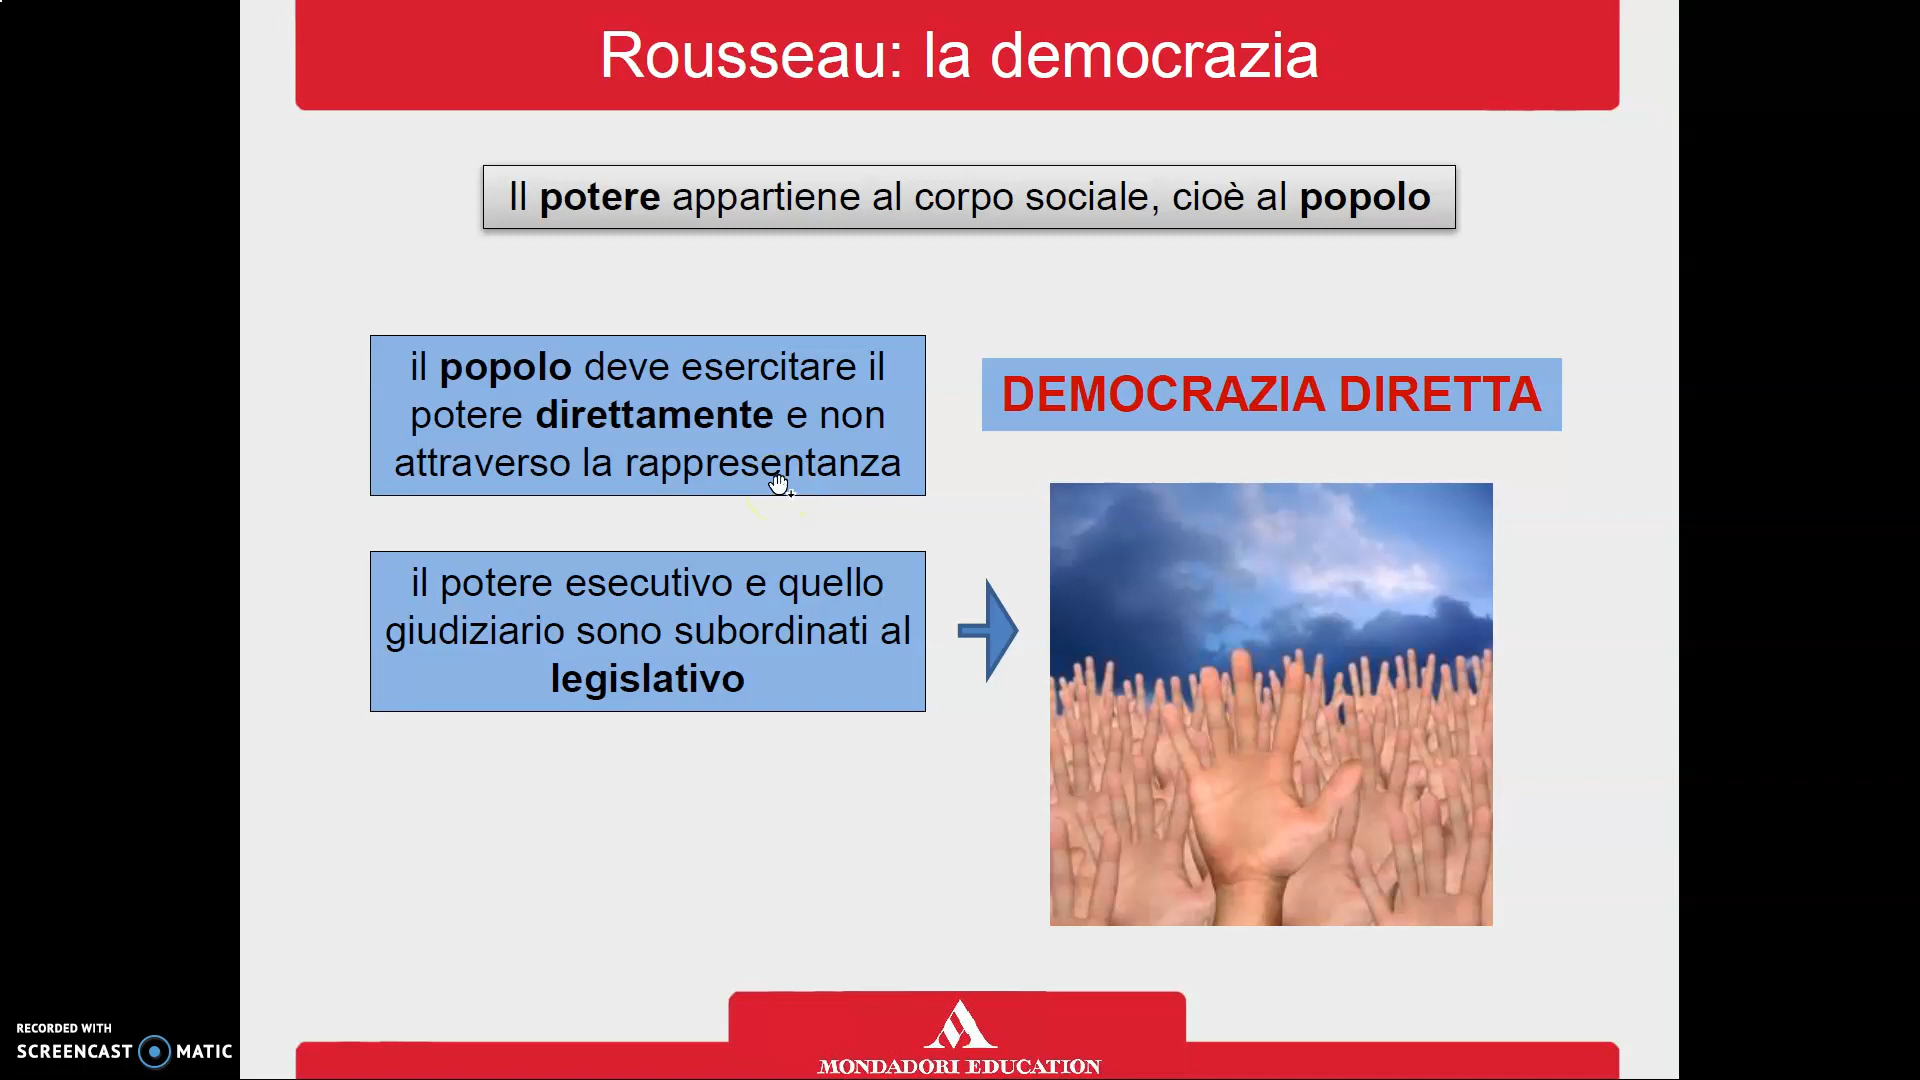 Rousseau: la democrazia
Il potere appartiene al corpo sociale, cioè al popolo
il popolo deve esercitare il
potere direttamente e non
attraverso la rappresentanza
DEMOCRAZIA DIRETTA
il potere esecutivo e quello
giudiziario sono subordinati al
legislativo
MONDADORI EDUCATION
RECORDED WITH
SCREENCAST MATIC